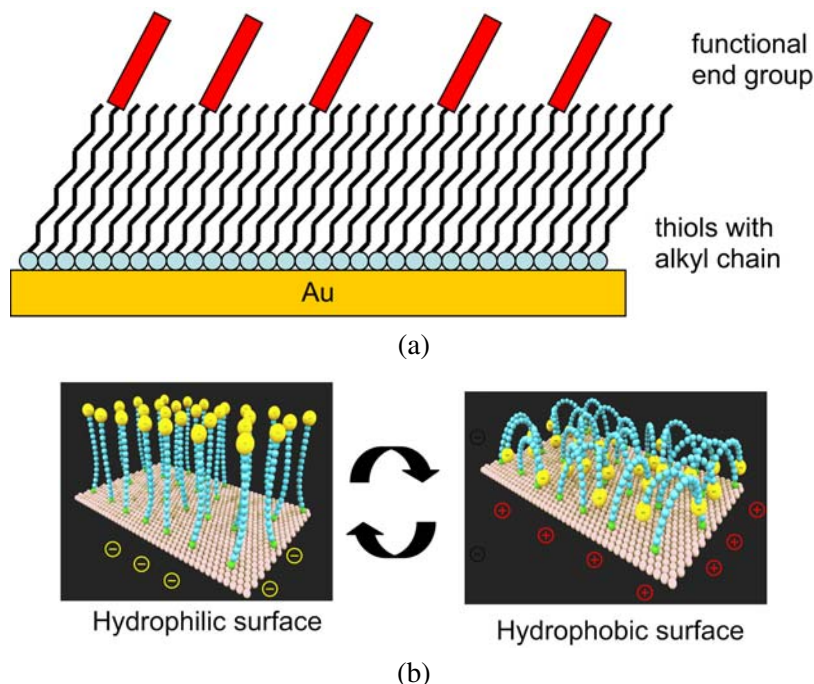 functional
end group
thiols with
alkyl chain
Au
(a)
Hydrophilic surface
Hydrophobic surface
(b)